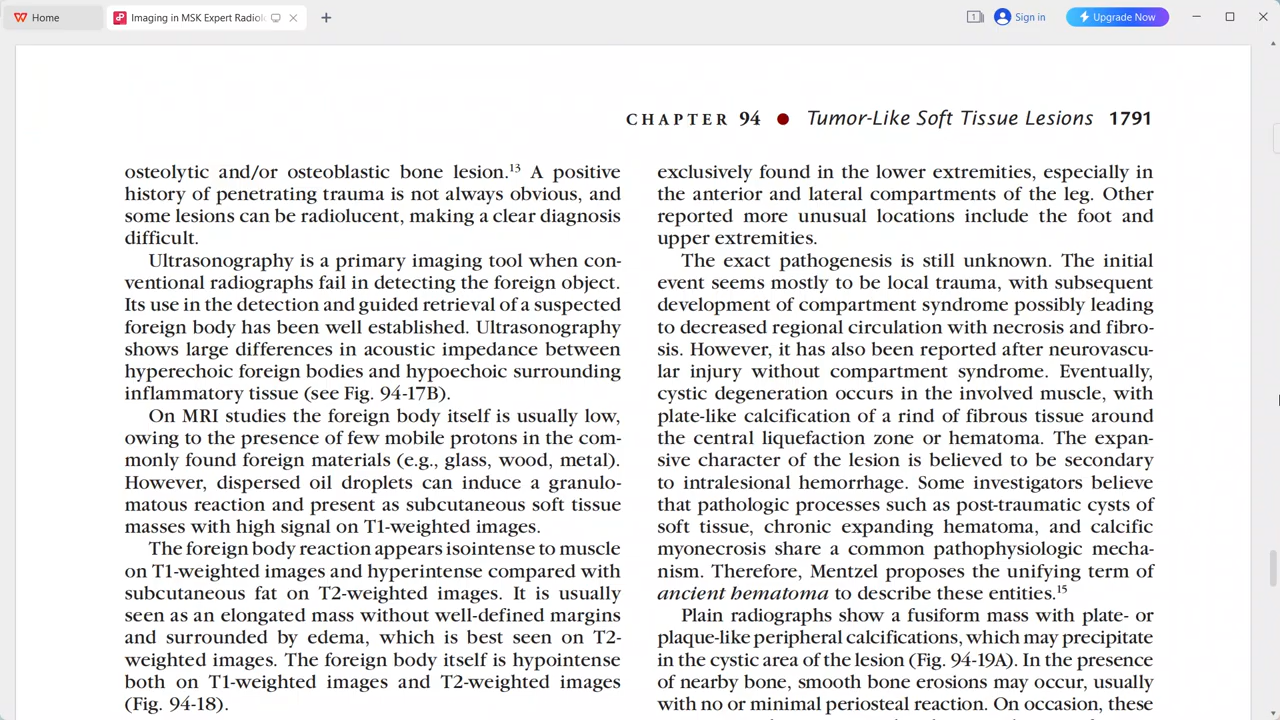 Home
Imaging in MSK Expert Radiol
1
Sign in
Upgrade Now
CHAPTER 94 ● Tumor-Like Soft Tissue Lesions 1791
osteolytic and/or osteoblastic bone lesion.¹³ A positive
history of penetrating trauma is not always obvious, and
some lesions can be radiolucent, making a clear diagnosis
difficult.
Ultrasonography is a primary imaging tool when con-
ventional radiographs fail in detecting the foreign object.
Its use in the detection and guided retrieval of a suspected
foreign body has been well established. Ultrasonography
shows large differences in acoustic impedance between
hyperechoic foreign bodies and hypoechoic surrounding
inflammatory tissue (see Fig. 94-17B).
On MRI studies the foreign body itself is usually low,
owing to the presence of few mobile protons in the com-
monly found foreign materials (e.g., glass, wood, metal).
However, dispersed oil droplets can induce a granulo-
matous reaction and present as subcutaneous soft tissue
masses with high signal on T1-weighted images.
The foreign body reaction appears isointense to muscle
on T1-weighted images and hyperintense compared with
subcutaneous fat on T2-weighted images. It is usually
seen as an elongated mass without well-defined margins
and surrounded by edema, which is best seen on T2-
weighted images. The foreign body itself is hypointense
both on T1-weighted images and T2-weighted images
(Fig. 94-18).
exclusively found in the lower extremities, especially in
the anterior and lateral compartments of the leg. Other
reported more unusual locations include the foot and
upper extremities.
The exact pathogenesis is still unknown. The initial
event seems mostly to be local trauma, with subsequent
development of compartment syndrome possibly leading
to decreased regional circulation with necrosis and fibro-
sis. However, it has also been reported after neurovascu-
lar injury without compartment syndrome. Eventually,
cystic degeneration occurs in the involved muscle, with
plate-like calcification of a rind of fibrous tissue around
the central liquefaction zone or hematoma. The expan-
sive character of the lesion is believed to be secondary
to intralesional hemorrhage. Some investigators believe
that pathologic processes such as post-traumatic cysts of
soft tissue, chronic expanding hematoma, and calcific
myonecrosis share a common pathophysiologic mecha-
nism. Therefore, Mentzel proposes the unifying term of
ancient hematoma to describe these entities.¹⁵
Plain radiographs show a fusiform mass with plate- or
plaque-like peripheral calcifications, which may precipitate
in the cystic area of the lesion (Fig. 94-19A). In the presence
of nearby bone, smooth bone erosions may occur, usually
with no or minimal periosteal reaction. On occasion, these